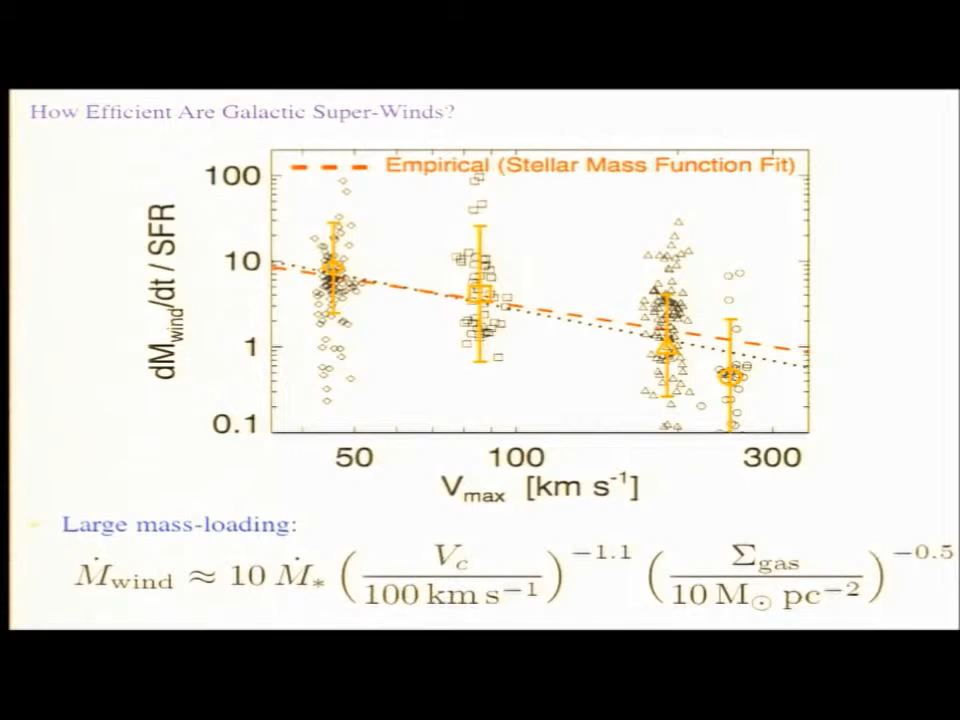 How Efficient Are Galactic Super-Winds?
Empirical (Stellar Mass Function Fit)
100
10
1
0.1
dM_wind/dt / SFR
50 100 300
V_max [km s^-1]
Large mass-loading:
Ṁ_wind ≈ 10 Ṁ_* (V_c / 100 km s^−1)^−1.1 (Σ_gas / 10 M_⊙ pc^−2)^−0.5